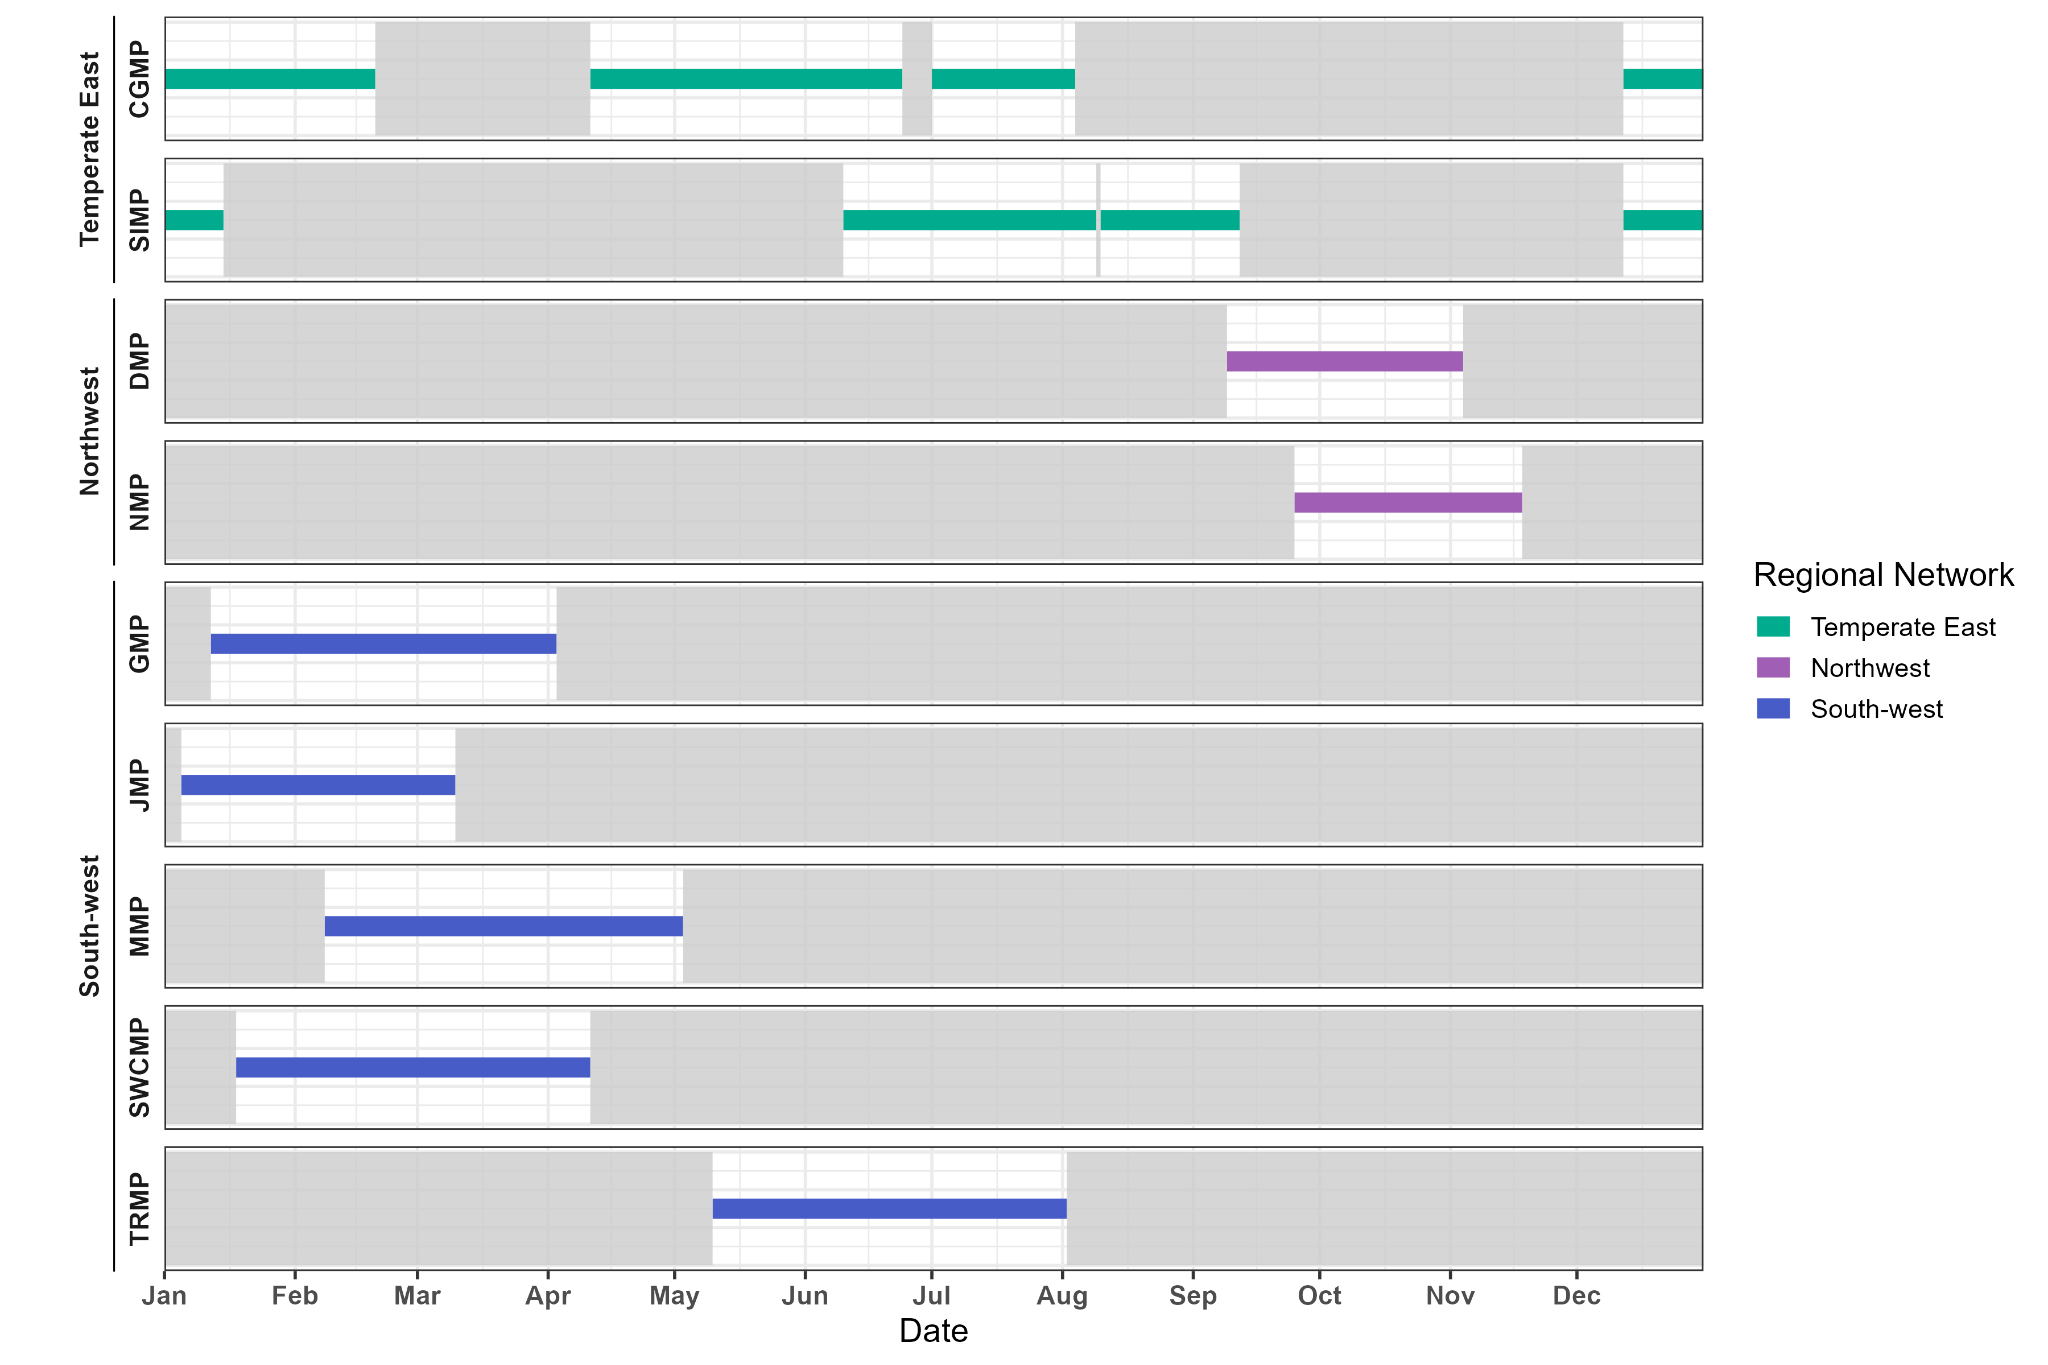 Temperate East
CGMP
SIMP
Northwest
DMP
NMP
South-west
GMP
JMP
MMP
SWCMP
TRMP
Jan Feb Mar Apr May Jun Jul Aug Sep Oct Nov Dec
Date
Regional Network
Temperate East
Northwest
South-west